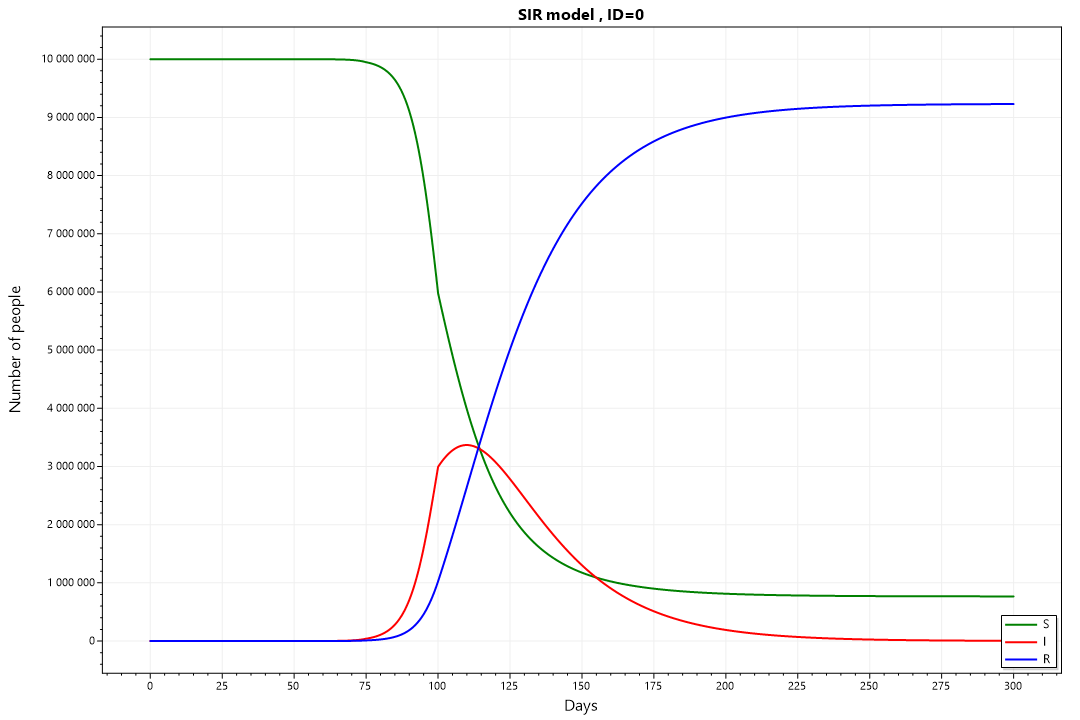 SIR model , ID=0
Number of people
10 000 000
9 000 000
8 000 000
7 000 000
6 000 000
5 000 000
4 000 000
3 000 000
2 000 000
1 000 000
0
S
I
R
0 25 50 75 100 125 150 175 200 225 250 275 300
Days